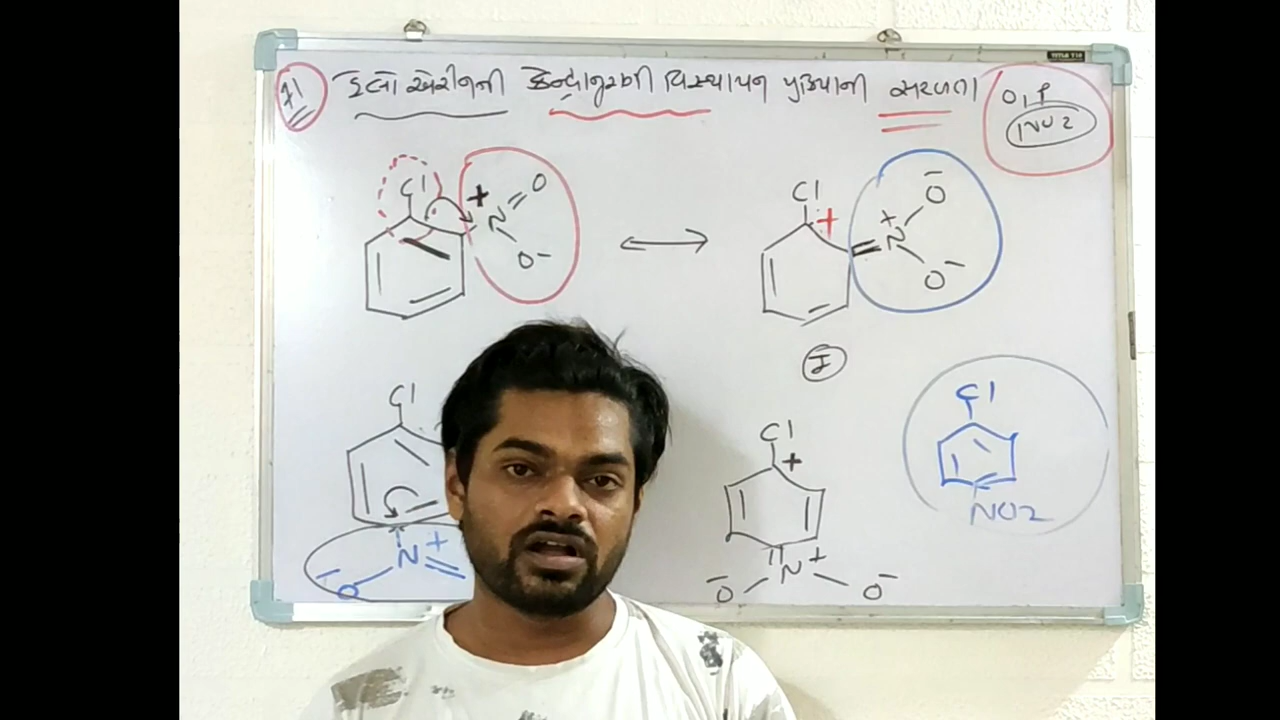 હેલો એરીનની કેન્દ્રાનુરાગી વિસ્થાપન પ્રક્રિયાની સરળતા
O, P
NO2
Cl
+
N
O
O-
Cl
+
+
N
O-
O-
I
Cl
N
+
O-
Cl
+
N
+
O-
O-
Cl
NO2